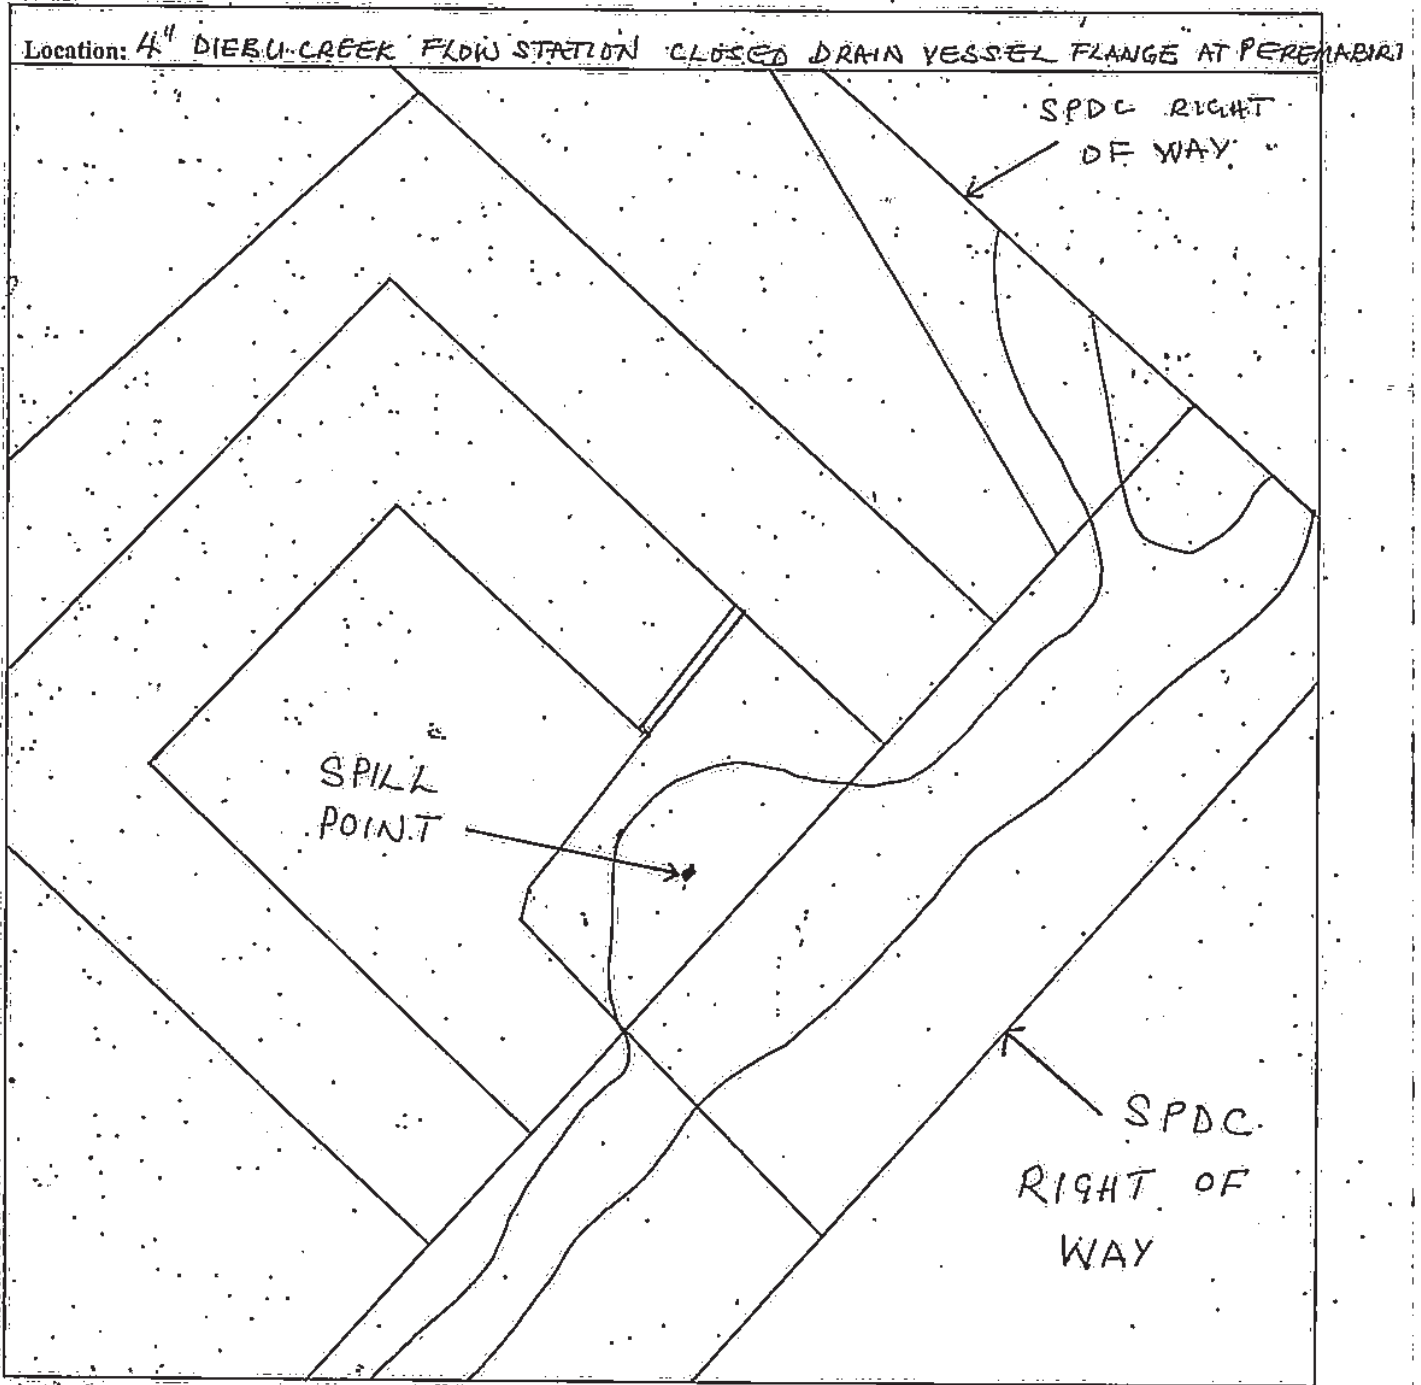 Location: 4" DIEBU CREEK FLOW STATION CLOSED DRAIN VESSEL FLANGE AT PEREMABIRI
SPDC RIGHT
OF WAY
SPILL
POINT
SPDC
RIGHT OF
WAY